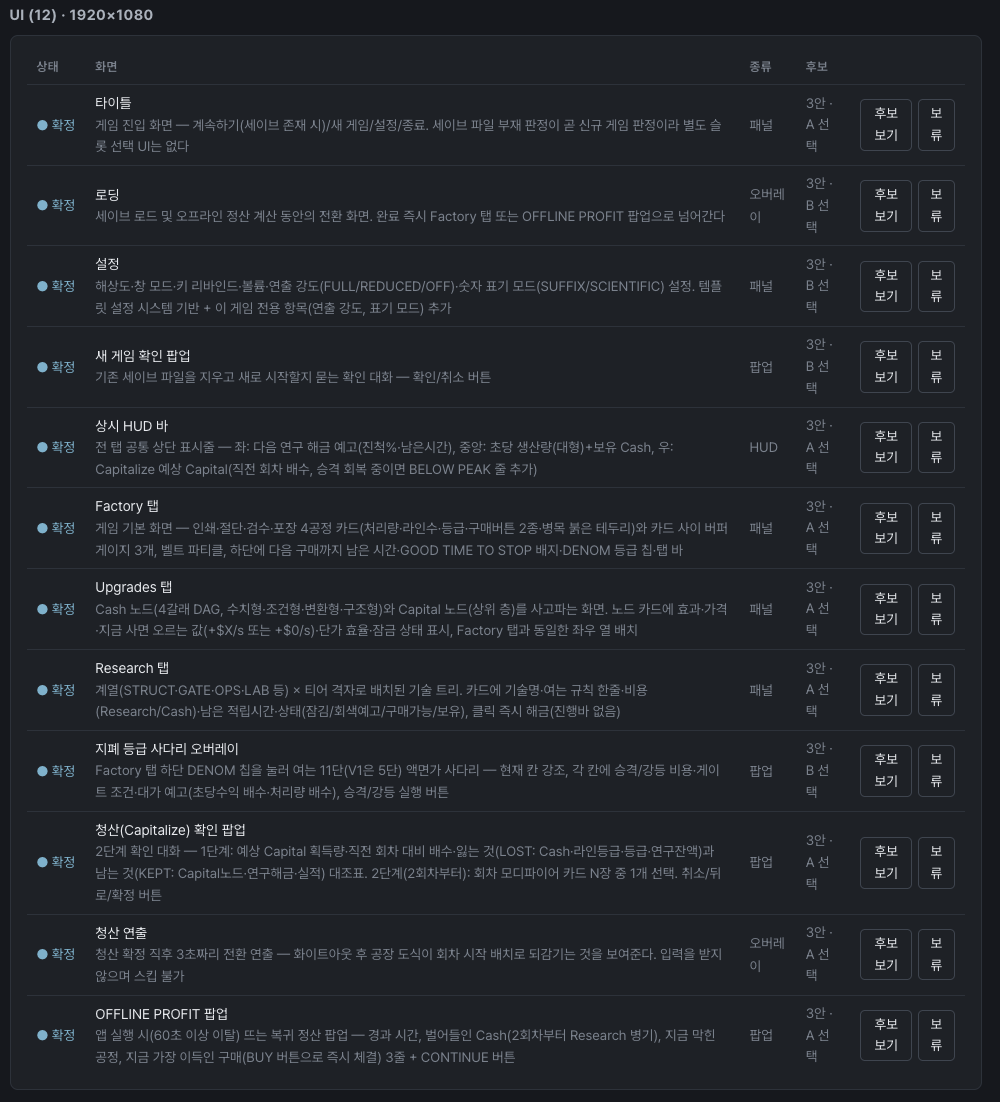 UI (12) · 1920×1080
상태 화면 종류 후보
타이틀
게임 진입 화면 — 계속하기(세이브 존재 시)/새 게임/설정/종료. 세이브 파일 부재 판정이 곧 신규 게임 판정이라 별도 슬
롯 선택 UI는 없다
확정
패널
3안 ·
A 선
택
후보
보기
보
류
로딩
세이브 로드 및 오프라인 정산 계산 동안의 전환 화면. 완료 즉시 Factory 탭 또는 OFFLINE PROFIT 팝업으로 넘어간다
확정
오버레
이
3안 ·
B 선
택
후보
보기
보
류
설정
해상도·창 모드·키 리바인드·볼륨·연출 강도(FULL/REDUCED/OFF)·숫자 표기 모드(SUFFIX/SCIENTIFIC) 설정. 템플
릿 설정 시스템 기반 + 이 게임 전용 항목(연출 강도, 표기 모드) 추가
확정
패널
3안 ·
B 선
택
후보
보기
보
류
새 게임 확인 팝업
기존 세이브 파일을 지우고 새로 시작할지 묻는 확인 대화 — 확인/취소 버튼
확정
팝업
3안 ·
B 선
택
후보
보기
보
류
상시 HUD 바
전 탭 공통 상단 표시줄 — 좌: 다음 연구 해금 예고(진척%·남은시간), 중앙: 초당 생산량(대형)+보유 Cash, 우:
Capitalize 예상 Capital(직전 회차 배수, 승격 회복 중이면 BELOW PEAK 줄 추가)
확정
HUD
3안 ·
A 선
택
후보
보기
보
류
Factory 탭
게임 기본 화면 — 인쇄·절단·검수·포장 4공정 카드(처리량·라인수·등급·구매버튼 2종·병목 붉은 테두리)와 카드 사이 버퍼
게이지 3개, 벨트 파티클, 하단에 다음 구매까지 남은 시간·GOOD TIME TO STOP 배지·DENOM 등급 칩·탭 바
확정
패널
3안 ·
A 선
택
후보
보기
보
류
Upgrades 탭
Cash 노드(4갈래 DAG, 수치형·조건형·변환형·구조형)와 Capital 노드(상위 층)를 사고파는 화면. 노드 카드에 효과·가격
·지금 사면 오르는 값(+$X/s 또는 +$0/s)·단가 효율·잠금 상태 표시, Factory 탭과 동일한 좌우 열 배치
확정
패널
3안 ·
A 선
택
후보
보기
보
류
Research 탭
계열(STRUCT·GATE·OPS·LAB 등) × 티어 격자로 배치된 기술 트리. 카드에 기술명·여는 규칙 한줄·비용
(Research/Cash)·남은 적립시간·상태(잠김/회색예고/구매가능/보유), 클릭 즉시 해금(진행바 없음)
확정
패널
3안 ·
A 선
택
후보
보기
보
류
지폐 등급 사다리 오버레이
Factory 탭 하단 DENOM 칩을 눌러 여는 11단(V1은 5단) 액면가 사다리 — 현재 칸 강조, 각 칸에 승격/강등 비용·게이
트 조건·대가 예고(초당수익 배수·처리량 배수), 승격/강등 실행 버튼
확정
팝업
3안 ·
B 선
택
후보
보기
보
류
청산(Capitalize) 확인 팝업
2단계 확인 대화 — 1단계: 예상 Capital 획득량·직전 회차 대비 배수·잃는 것(LOST: Cash·라인등급·등급·연구잔액)과
남는 것(KEPT: Capital노드·연구해금·실적) 대조표. 2단계(2회차부터): 회차 모디파이어 카드 N장 중 1개 선택. 취소/뒤
로/확정 버튼
확정
팝업
3안 ·
A 선
택
후보
보기
보
류
청산 연출
청산 확정 직후 3초짜리 전환 연출 — 화이트아웃 후 공장 도식이 회차 시작 배치로 되감기는 것을 보여준다. 입력을 받지
않으며 스킵 불가
확정
오버레
이
3안 ·
A 선
택
후보
보기
보
류
OFFLINE PROFIT 팝업
앱 실행 시(60초 이상 이탈) 뜨는 복귀 정산 팝업 — 경과 시간, 벌어들인 Cash(2회차부터 Research 병기), 지금 막힌
공정, 지금 가장 이득인 구매(BUY 버튼으로 즉시 체결) 3줄 + CONTINUE 버튼
확정
팝업
3안 ·
A 선
택
후보
보기
보
류